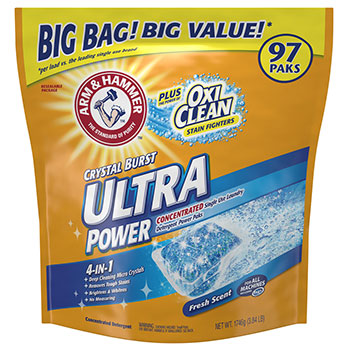 BIG BAG! BIG VALUE!*
*per load vs. the leading single use brand
RESEALABLE
PACKAGE
97
PAKS
ARM & HAMMER
THE STANDARD OF PURITY
PLUS
THE POWER OF
OXI
CLEAN
STAIN FIGHTERS
CRYSTAL BURST
ULTRA
POWER
CONCENTRATED Single Use Laundry
Detergent Power Paks
4-IN-1
• Deep Cleaning Micro Crystals
• Removes Tough Stains
• Brightens & Whitens
• No Measuring
Fresh Scent
FOR ALL
MACHINES
Concentrated Detergent
NET WT. 1740g (3.84 LB)